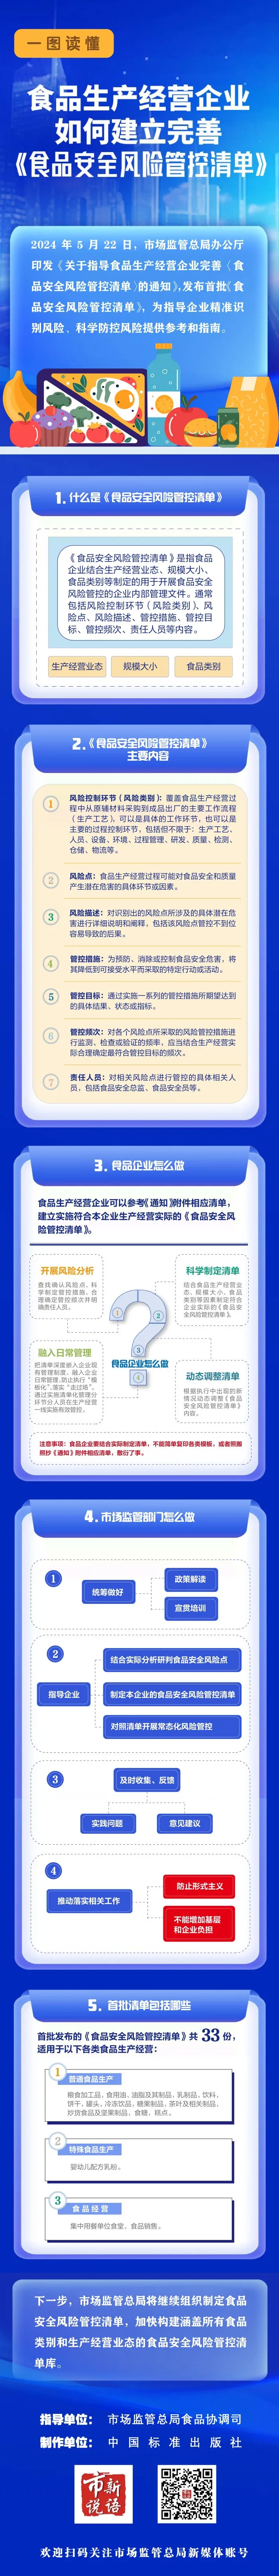 一图读懂
食品生产经营企业
如何建立完善
《食品安全风险管控清单》
2024 年 5 月 22 日，市场监管总局办公厅
印发《关于指导食品生产经营企业完善〈食
品安全风险管控清单〉的通知》，发布首批《食
品安全风险管控清单》，为指导企业精准识
别风险、科学防控风险提供参考和指南。
1. 什么是《食品安全风险管控清单》
《食品安全风险管控清单》是指食品
企业结合生产经营业态、规模大小、
食品类别等制定的用于开展食品安全
风险管控的企业内部管理文件。通常
包括风险控制环节（风险类别）、风
险点、风险描述、管控措施、管控目
标、管控频次、责任人员等内容。
生产经营业态
规模大小
食品类别
2.《食品安全风险管控清单》
主要内容
1
风险控制环节（风险类别）：覆盖食品生产经营过
程中从原辅材料采购到成品出厂的主要工作流程
（生产工艺），可以是具体的工作环节，也可以是
主要的过程控制环节，包括但不限于：生产工艺、
人员、设备、环境、过程管理、研发、质量、检测、
仓储、物流等。
2
风险点：食品生产经营过程可能对食品安全和质量
产生潜在危害的具体环节或因素。
3
风险描述：对识别出的风险点所涉及的具体潜在危
害进行详细说明和阐释，包括该风险点管控不到位
容易导致的后果。
4
管控措施：为预防、消除或控制食品安全危害，将
其降低到可接受水平而采取的特定行动或活动。
5
管控目标：通过实施一系列的管控措施所期望达到
的具体结果、状态或指标。
6
管控频次：对各个风险点所采取的风险管控措施进
行监测、检查或验证的频率，应当结合生产经营实
际合理确定最符合管控目标的频次。
7
责任人员：对相关风险点进行管控的具体相关人
员，包括食品安全总监、食品安全员等。
3. 食品企业怎么做
食品生产经营企业可以参考《通知》附件相应清单，
建立实施符合本企业生产经营实际的《食品安全风
险管控清单》。
开展风险分析
查找确认风险点，科
学制定管控措施，合
理确定管控频次并明
确责任人员。
科学制定清单
结合食品生产经营业
态、规模大小、食品
类别等因素制定符合
企业实际的《食品安
全风险管控清单》。
1
2
3
4
食品企业怎么做
融入日常管理
把清单深度嵌入企业现
有管理制度、融入企业
日常管理，防止执行“模
板化”、落实“走过场”。
通过实施清单化管理分
环节分人员在生产经营
一线实施有效管控。
动态调整清单
根据执行中出现的新
情况动态调整《食品
安全风险管控清单》
内容。
注意事项：食品企业要结合实际制定清单，不能简单复印各类模板，或者照搬
照抄《通知》附件相应清单，敷衍了事。
4. 市场监管部门怎么做
1
统筹做好
政策解读
宣贯培训
2
指导企业
结合实际分析研判食品安全风险点
制定本企业的食品安全风险管控清单
对照清单开展常态化风险管控
3
及时收集、反馈
实践问题
意见建议
4
推动落实相关工作
防止形式主义
不能增加基层
和企业负担
5. 首批清单包括哪些
首批发布的《食品安全风险管控清单》共 33 份，
适用于以下各类食品生产经营：
1
普通食品生产
粮食加工品，食用油、油脂及其制品，乳制品，饮料，
饼干，罐头，冷冻饮品，糖果制品，茶叶及相关制品，
炒货食品及坚果制品，食糖，糕点。
2
特殊食品生产
婴幼儿配方乳粉。
3
食品经营
集中用餐单位食堂，食品销售。
下一步，市场监管总局将继续组织制定食品
安全风险管控清单，加快构建涵盖所有食品
类别和生产经营业态的食品安全风险管控清
单库。
指导单位： 市场监管总局食品协调司
制作单位： 中国标准出版社
市
说
新
语
欢迎扫码关注市场监管总局新媒体账号